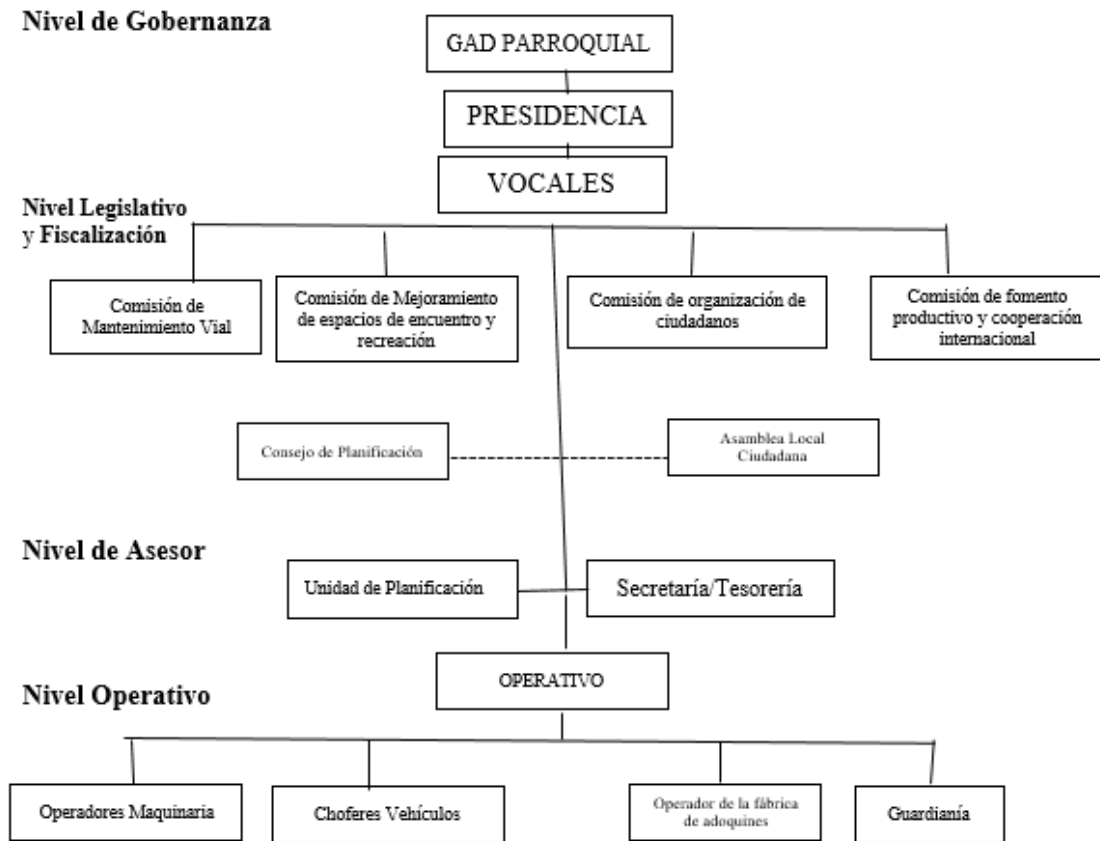 Nivel de Gobernanza
GAD PARROQUIAL
PRESIDENCIA
VOCALES
Nivel Legislativo
y Fiscalización
Comisión de
Mantenimiento Vial
Comisión de Mejoramiento
de espacios de encuentro y
recreación
Comisión de organización de
ciudadanos
Comisión de fomento
productivo y cooperación
internacional
Consejo de Planificación
Asamblea Local
Ciudadana
Nivel de Asesor
Unidad de Planificación
Secretaría/Tesorería
OPERATIVO
Nivel Operativo
Operadores Maquinaria
Choferes Vehículos
Operador de la fábrica
de adoquines
Guardianía